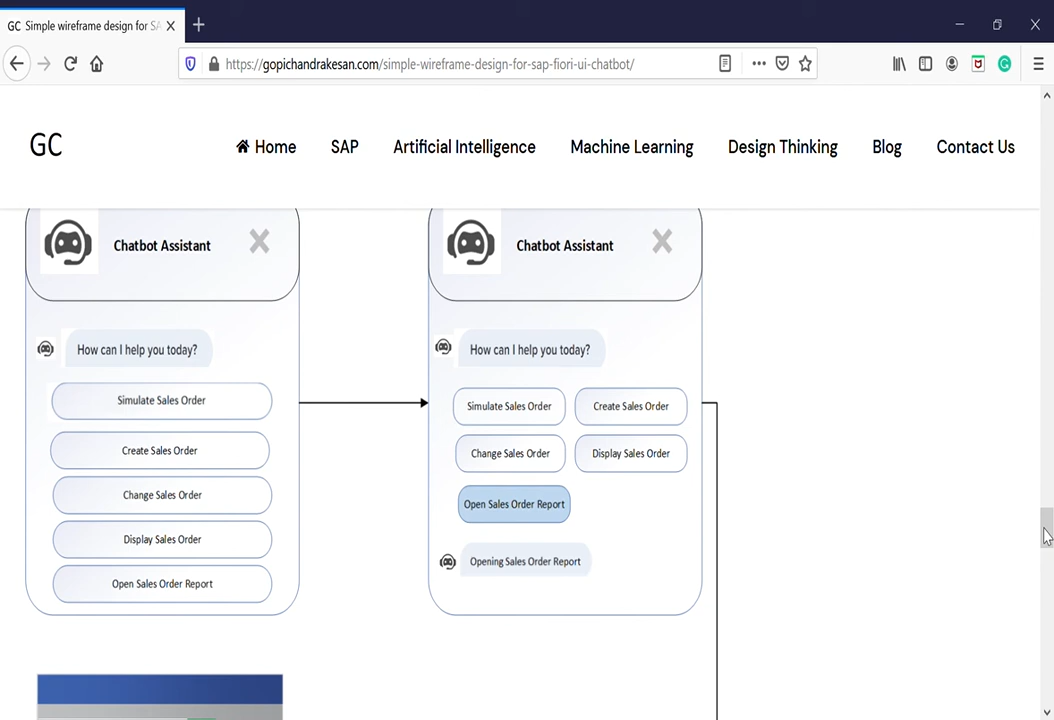 GC Simple wireframe design for SA
https://gopichandrakesan.com/simple-wireframe-design-for-sap-fiori-ui-chatbot/
GC
Home SAP Artificial Intelligence Machine Learning Design Thinking Blog Contact Us
Chatbot Assistant
How can I help you today?
Simulate Sales Order
Create Sales Order
Change Sales Order
Display Sales Order
Open Sales Order Report
Chatbot Assistant
How can I help you today?
Simulate Sales Order Create Sales Order
Change Sales Order Display Sales Order
Open Sales Order Report
Opening Sales Order Report